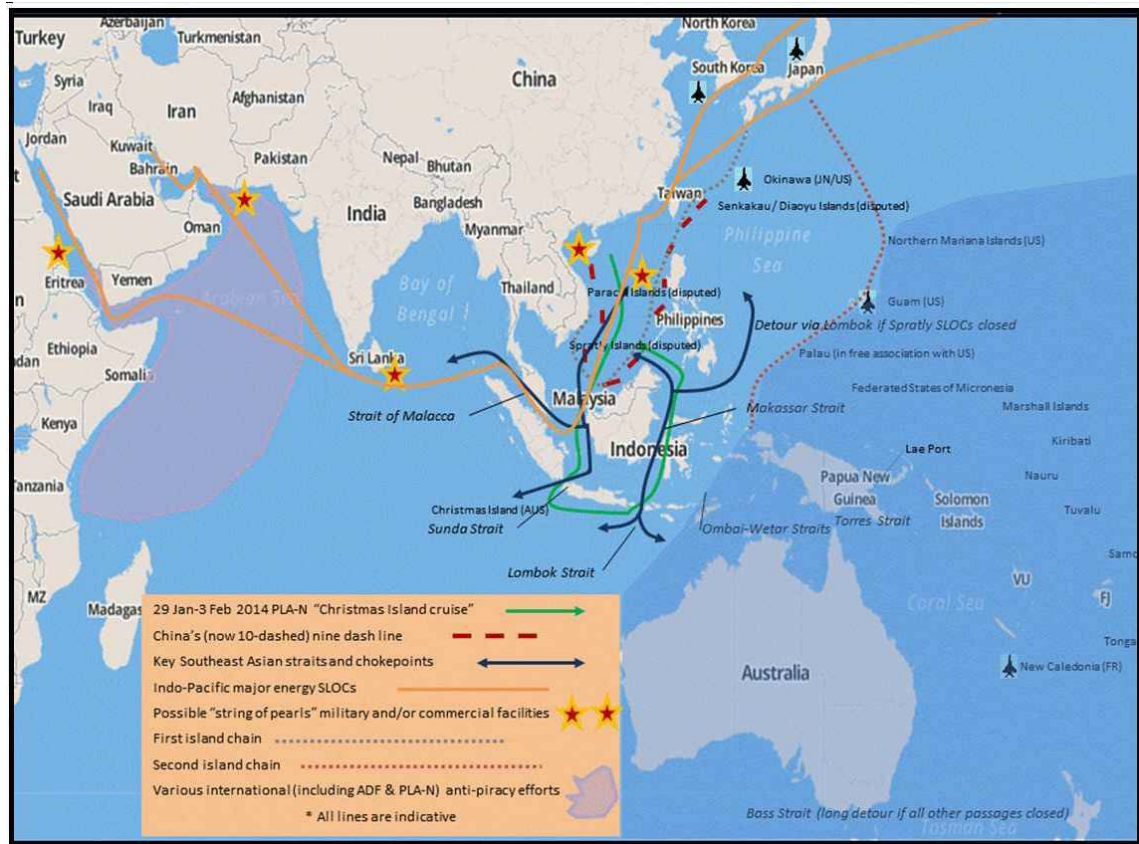 Azerbaijan
North Korea
Turkey
Turkmenistan
China
South Korea
Japan
Syria
Afghanistan
Iraq
Iran
Jordan
Kuwait
Bahrain
Pakistan
Nepal
Bhutan
Okinawa (JN/US)
Saudi Arabia
Taiwan
Bangladesh
Senkakau / Diaoyu Islands (disputed)
India
Oman
Myanmar
Philippine
Sea
Northern Mariana Islands (US)
Yemen
Eritrea
Arabian Sea
Bay of
Bengal
Thailand
Paracel Islands (disputed)
Guam (US)
Philippines
Detour via Lombok if Spratly SLOCs closed
Ethiopia
Sri Lanka
Spratly Islands (disputed)
Palau (in free association with US)
Somalia
Federated States of Micronesia
Malaysia
Strait of Malacca
Makassar Strait
Marshall Islands
Kenya
Indonesia
Kiribati
Lae Port
Tanzania
Papua New
Guinea
Nauru
Solomon
Islands
Christmas Island (AUS)
Sunda Strait
Ombai-Wetar Straits
Torres Strait
Tuvalu
Lombok Strait
Samo
MZ
Madagas
VU
FJ
Coral Sea
Tonga
Australia
New Caledonia (FR)
29 Jan-3 Feb 2014 PLA-N "Christmas Island cruise"
China's (now 10-dashed) nine dash line
Key Southeast Asian straits and chokepoints
Indo-Pacific major energy SLOCs
Possible "string of pearls" military and/or commercial facilities
First island chain
Second island chain
Various international (including ADF & PLA-N) anti-piracy efforts
* All lines are indicative
Bass Strait (long detour if all other passages closed)
Tasman Sea